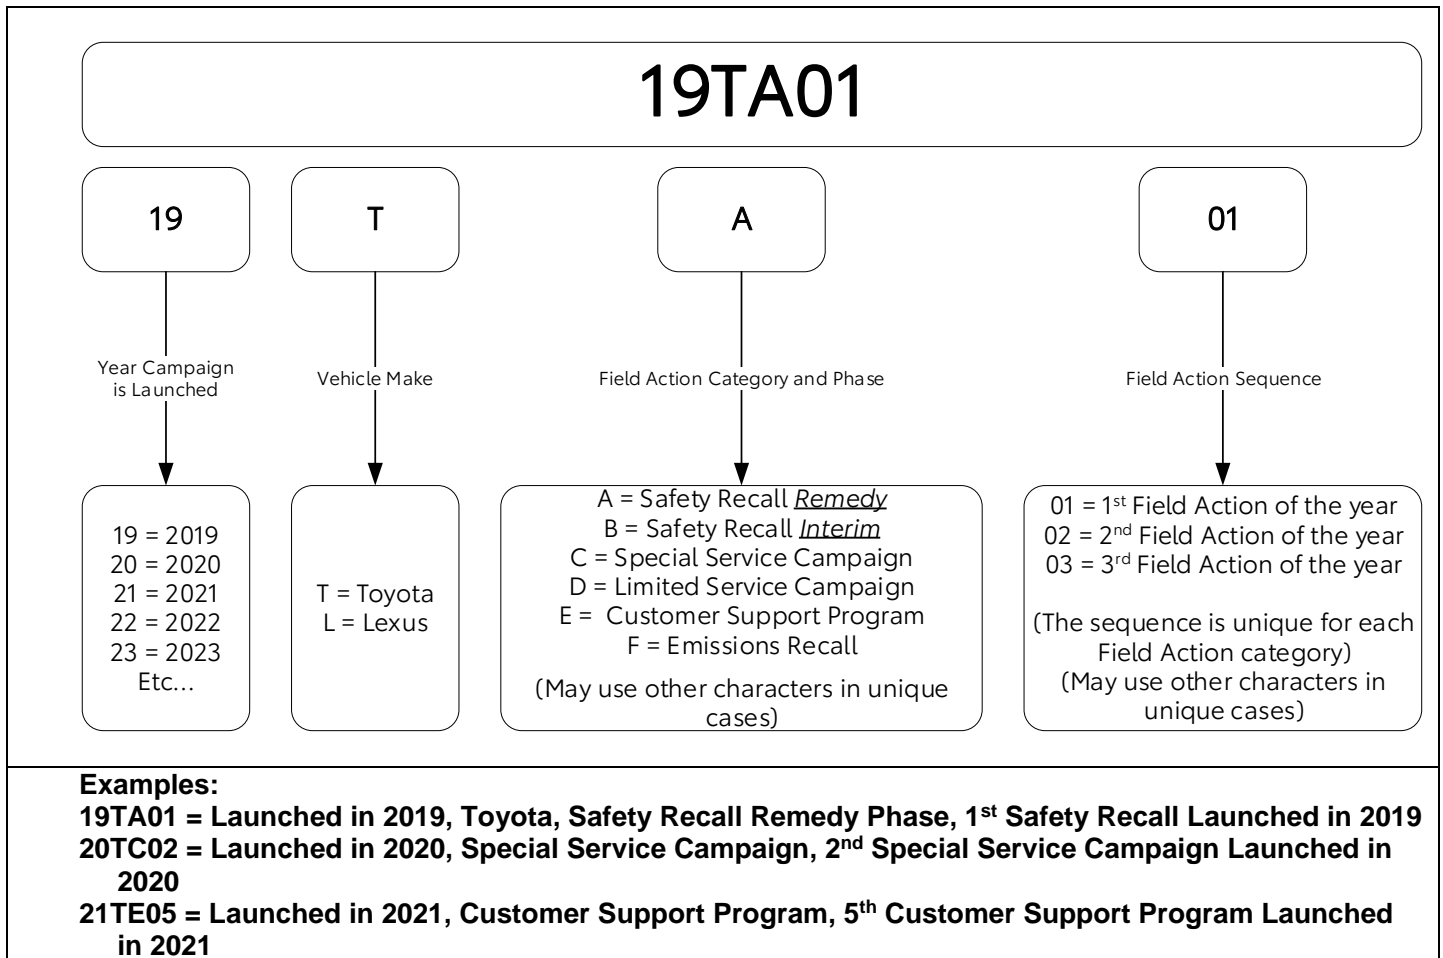 19TA01
19
T
A
01
Year Campaign
is Launched
Vehicle Make
Field Action Category and Phase
Field Action Sequence
19 = 2019
20 = 2020
21 = 2021
22 = 2022
23 = 2023
Etc...
T = Toyota
L = Lexus
A = Safety Recall Remedy
B = Safety Recall Interim
C = Special Service Campaign
D = Limited Service Campaign
E =  Customer Support Program
F = Emissions Recall
(May use other characters in unique
cases)
01 = 1st Field Action of the year
02 = 2nd Field Action of the year
03 = 3rd Field Action of the year
(The sequence is unique for each
Field Action category)
(May use other characters in
unique cases)
Examples:
19TA01 = Launched in 2019, Toyota, Safety Recall Remedy Phase, 1st Safety Recall Launched in 2019
20TC02 = Launched in 2020, Special Service Campaign, 2nd Special Service Campaign Launched in
2020
21TE05 = Launched in 2021, Customer Support Program, 5th Customer Support Program Launched
in 2021